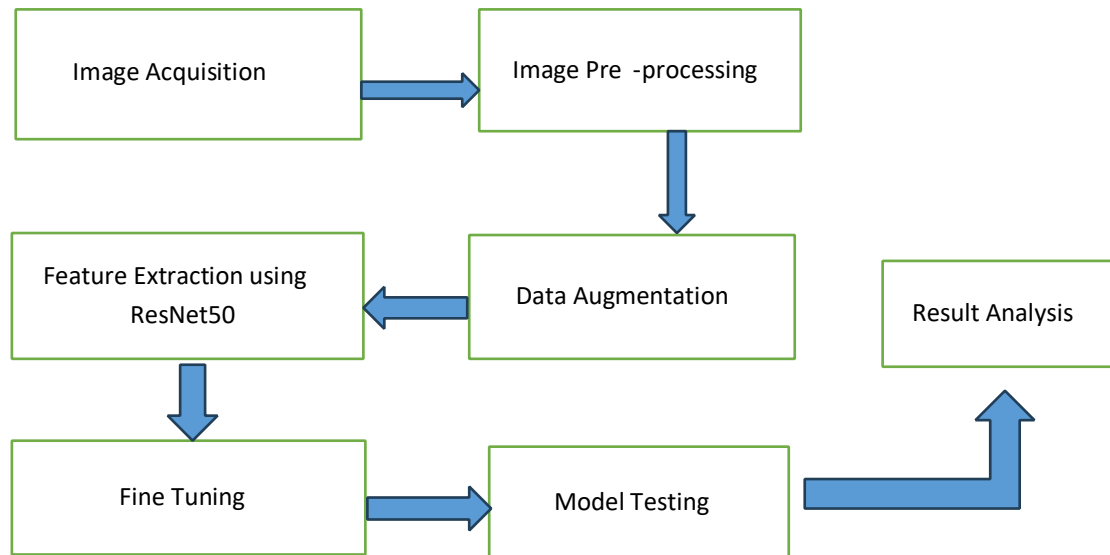 Image Acquisition
Image Pre -processing
Data Augmentation
Feature Extraction using
ResNet50
Fine Tuning
Model Testing
Result Analysis